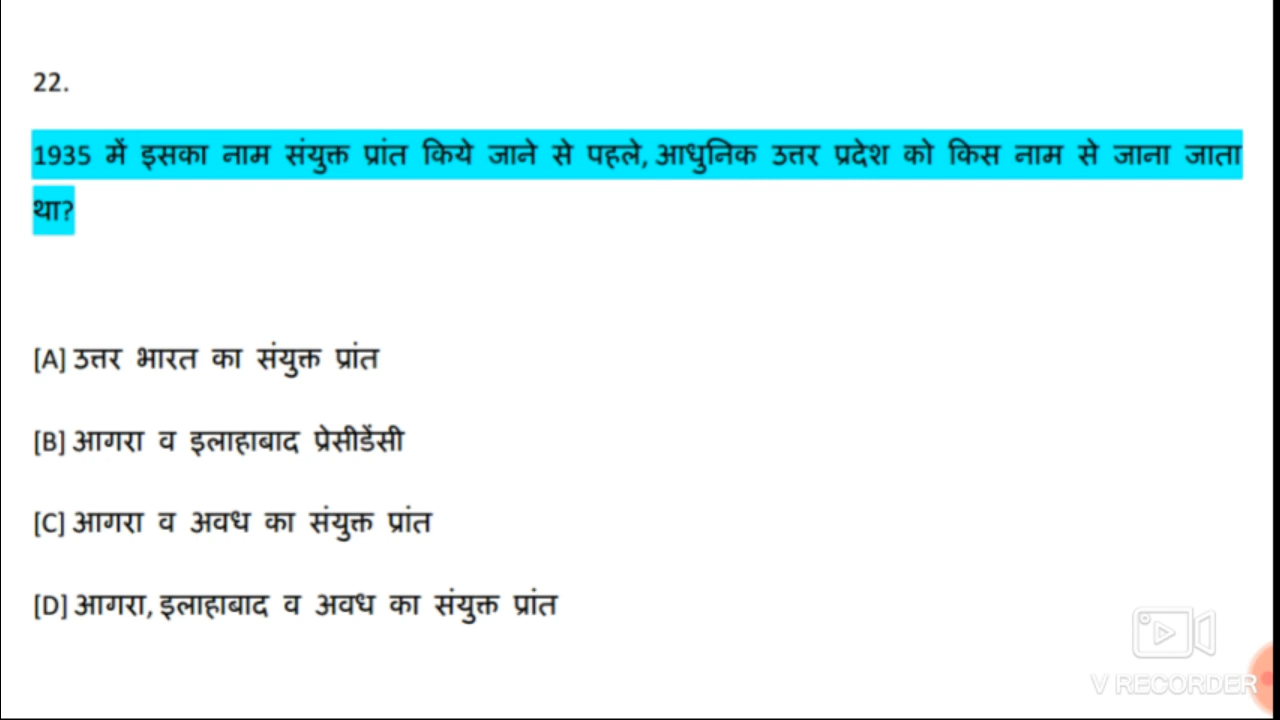 22.
1935 में इसका नाम संयुक्त प्रांत किये जाने से पहले, आधुनिक उत्तर प्रदेश को किस नाम से जाना जाता
था?
[A] उत्तर भारत का संयुक्त प्रांत
[B] आगरा व इलाहाबाद प्रेसीडेंसी
[C] आगरा व अवध का संयुक्त प्रांत
[D] आगरा, इलाहाबाद व अवध का संयुक्त प्रांत
V RECORDER